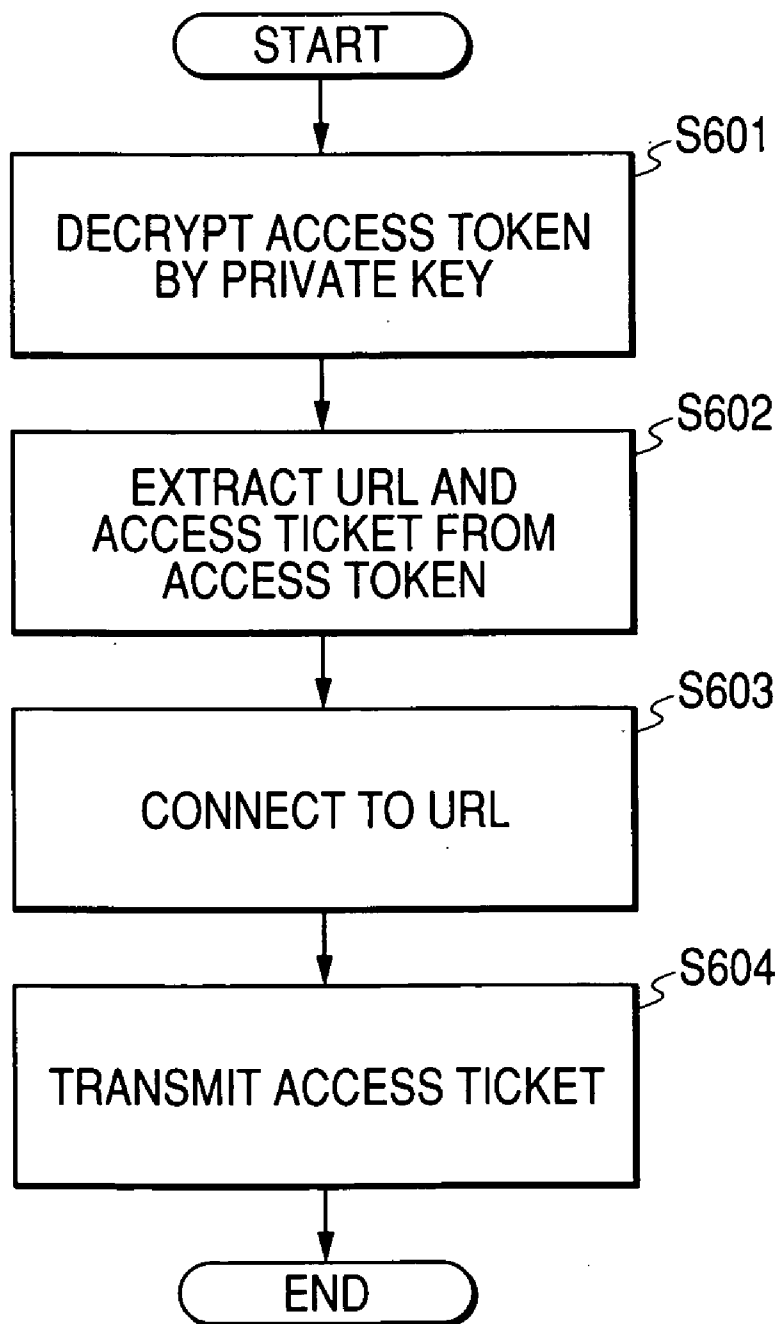 START
S601
DECRYPT ACCESS TOKEN
BY PRIVATE KEY
S602
EXTRACT URL AND
ACCESS TICKET FROM
ACCESS TOKEN
S603
CONNECT TO URL
S604
TRANSMIT ACCESS TICKET
END